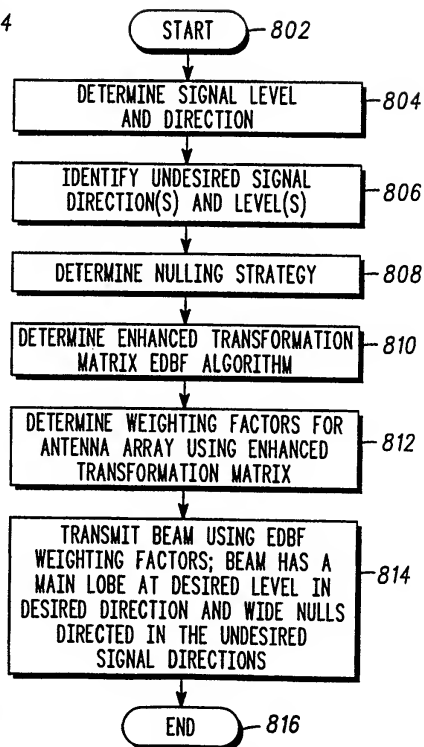 4
START 802
DETERMINE SIGNAL LEVEL
AND DIRECTION
804
IDENTIFY UNDESIRED SIGNAL
DIRECTION(S) AND LEVEL(S)
806
DETERMINE NULLING STRATEGY 808
DETERMINE ENHANCED TRANSFORMATION
MATRIX EDBF ALGORITHM
810
DETERMINE WEIGHTING FACTORS FOR
ANTENNA ARRAY USING ENHANCED
TRANSFORMATION MATRIX
812
TRANSMIT BEAM USING EDBF
WEIGHTING FACTORS; BEAM HAS A
MAIN LOBE AT DESIRED LEVEL IN
DESIRED DIRECTION AND WIDE NULLS
DIRECTED IN THE UNDESIRED
SIGNAL DIRECTIONS
814
END 816